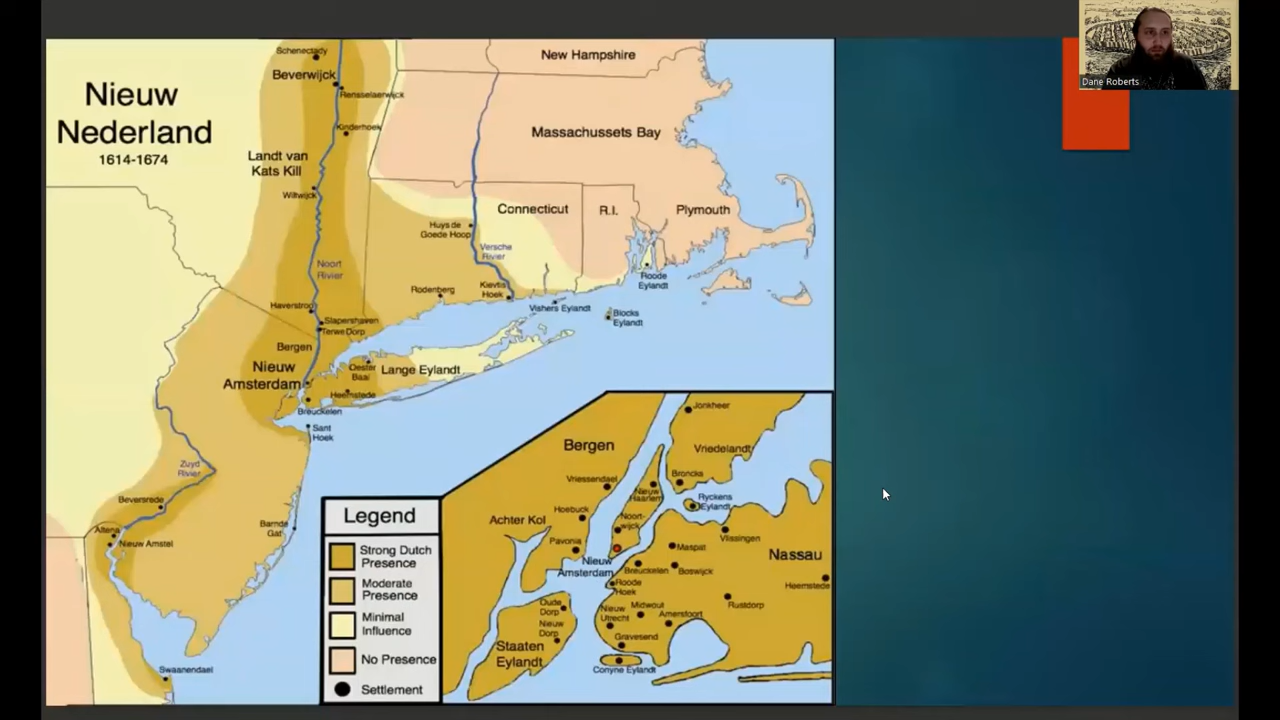 Dane Roberts
Nieuw
Nederland
1614-1674
Schenectady
Beverwijck
Rensselaerwijck
Kinderhoek
Landt van
Kats Kill
Wiltwijck
Noort
Rivier
Haverstroo
Slapershaven
Terwe Dorp
Bergen
Nieuw
Amsterdam
Oester
Baai
Heemstede
Breuckelen
Sant
Hoek
Lange Eylandt
New Hampshire
Massachussets Bay
Connecticut
R.I.
Plymouth
Huys de
Goede Hoop
Versche
Rivier
Rodenberg
Kievits
Hoek
Vishers Eylandt
Roode
Eylandt
Blocks
Eylandt
Zuyd
Rivier
Beversrede
Altena
Nieuw Amstel
Barnde
Gat
Swaanendael
Legend
Strong Dutch
Presence
Moderate
Presence
Minimal
Influence
No Presence
Settlement
Jonkheer
Bergen
Vriedelandt
Vriessendael
Broncks
Nieuw
Haarlem
Ryckens
Eylandt
Hoebuck
Achter Kol
Noort-
wijck
Vlissingen
Pavonia
Maspat
Nassau
Nieuw
Amsterdam
Breuckelen
Boswijck
Heemstede
Roode
Hoek
Rustdorp
Oude
Dorp
Nieuw
Utrecht
Midwout
Amersfoort
Nieuw
Dorp
Gravesend
Staaten
Eylandt
Conyne Eylandt